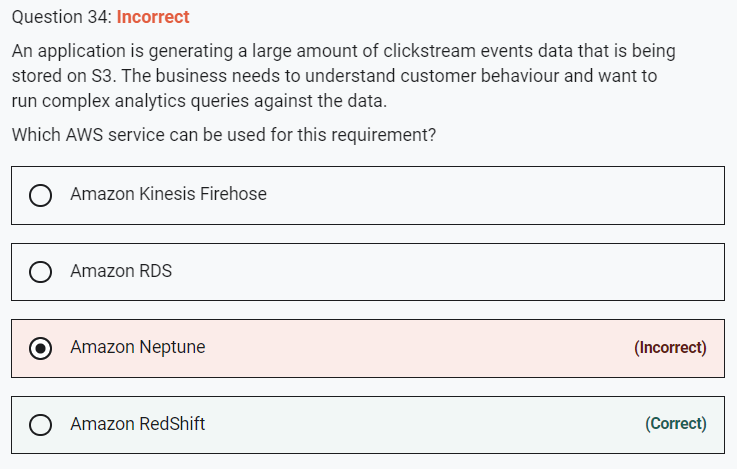 Question 34: Incorrect
An application is generating a large amount of clickstream events data that is being
stored on S3. The business needs to understand customer behaviour and want to
run complex analytics queries against the data.
Which AWS service can be used for this requirement?
Amazon Kinesis Firehose
Amazon RDS
Amazon Neptune (Incorrect)
Amazon RedShift (Correct)